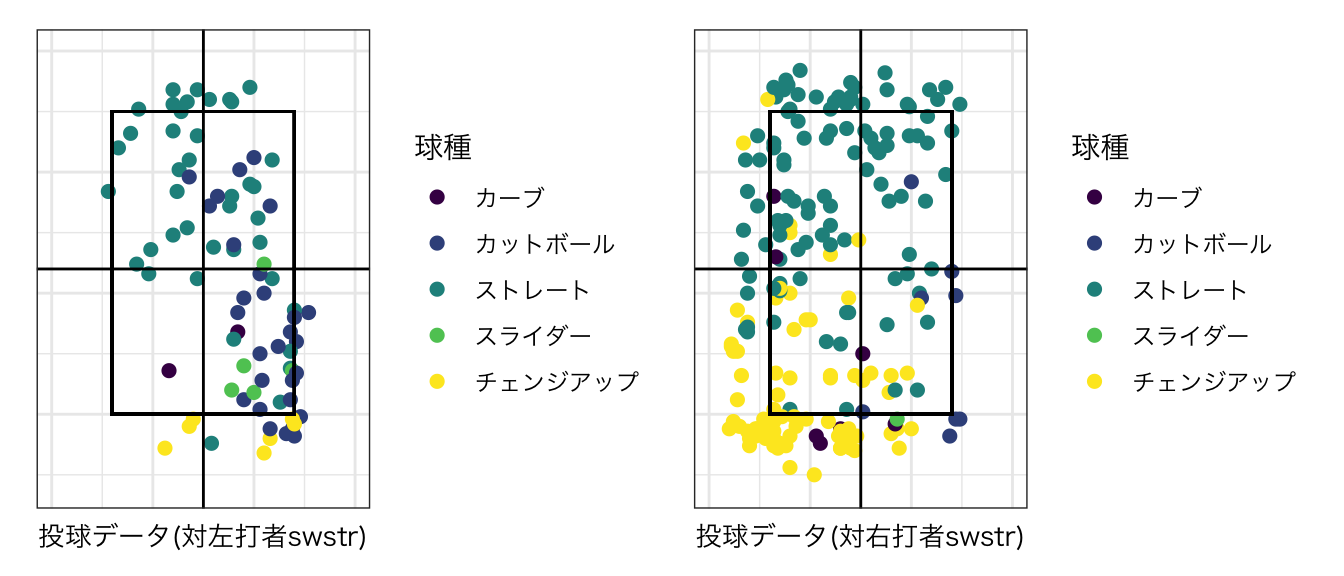 球種
カーブ
カットボール
ストレート
スライダー
チェンジアップ
投球データ(対左打者swstr)
球種
カーブ
カットボール
ストレート
スライダー
チェンジアップ
投球データ(対右打者swstr)